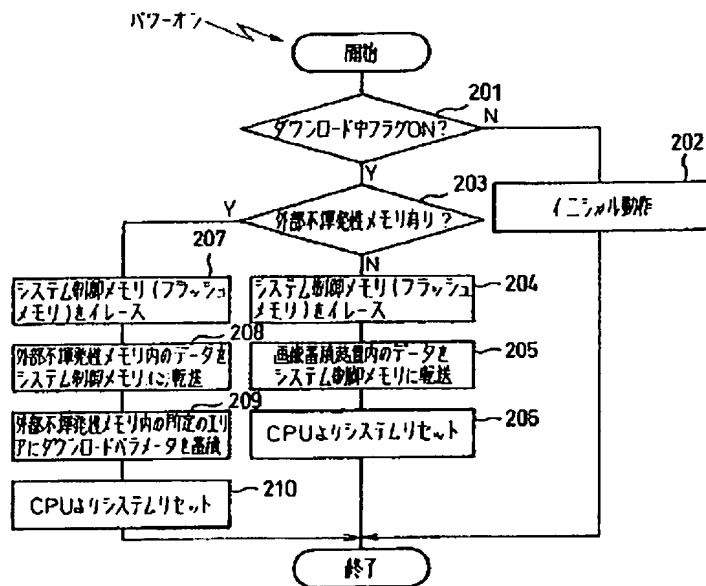 パワーオン
開始
201
ダウンロード中フラグON?
N
202
Y
203
イニシャル動作
外部不揮発性メモリ有り?
Y
N
207
システム制御メモリ(フラッシュ
メモリ)をイレース
204
システム制御メモリ(フラッシュ
メモリ)をイレース
208
外部不揮発性メモリ内のデータを
システム制御メモリに転送
205
画像蓄積装置内のデータを
システム制御メモリに転送
209
外部不揮発性メモリ内の所定のエリ
アにダウンロードパラメータを蓄積
206
CPUよりシステムリセット
210
CPUよりシステムリセット
終了